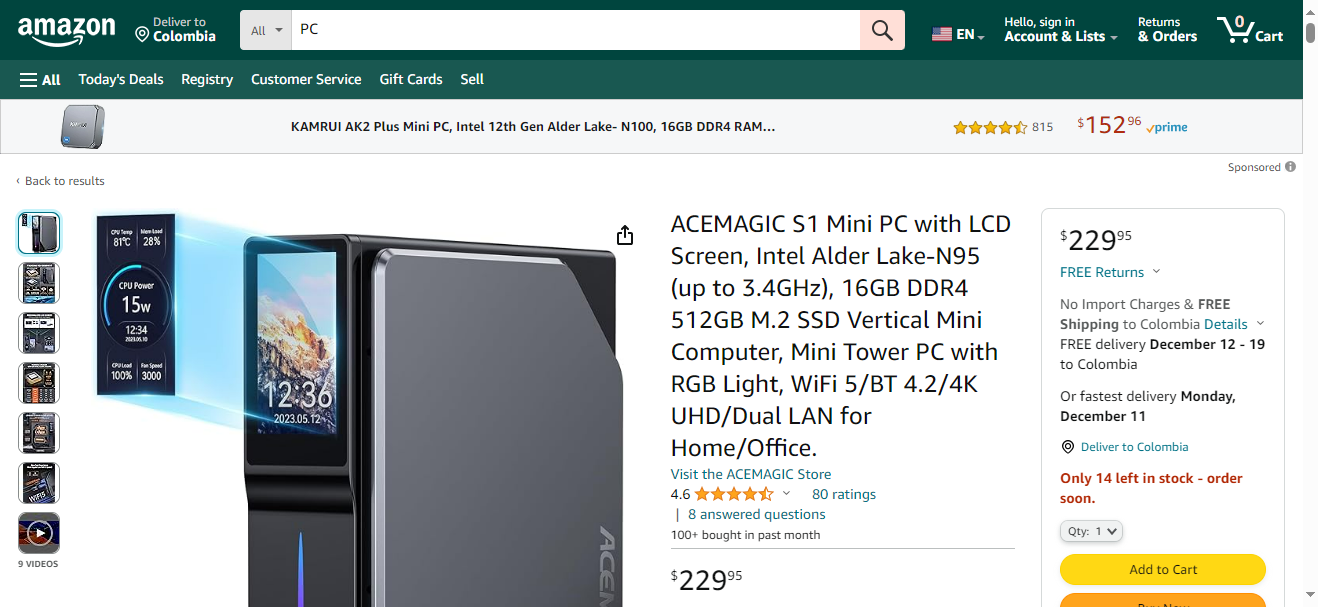 amazon
Deliver to
Colombia
All
PC
EN
Hello, sign in
Account & Lists
Returns
& Orders
0
Cart
All
Today's Deals
Registry
Customer Service
Gift Cards
Sell
KAMRUI AK2 Plus Mini PC, Intel 12th Gen Alder Lake- N100, 16GB DDR4 RAM...
815
$152 96
prime
Sponsored
‹ Back to results
CPU Temp
81°C
Mem Load
28%
CPU Power
15w
12:34
2023.05.10
CPU Load
100%
Fan Speed
3000
12:36
2023.05.12
ACEM
9 VIDEOS
ACEMAGIC S1 Mini PC with LCD
Screen, Intel Alder Lake-N95
(up to 3.4GHz), 16GB DDR4
512GB M.2 SSD Vertical Mini
Computer, Mini Tower PC with
RGB Light, WiFi 5/BT 4.2/4K
UHD/Dual LAN for
Home/Office.
Visit the ACEMAGIC Store
4.6
80 ratings
| 8 answered questions
100+ bought in past month
$229 95
$229 95
FREE Returns
No Import Charges & FREE
Shipping to Colombia Details
FREE delivery December 12 - 19
to Colombia
Or fastest delivery Monday,
December 11
Deliver to Colombia
Only 14 left in stock - order
soon.
Qty: 1
Add to Cart
Buy Now